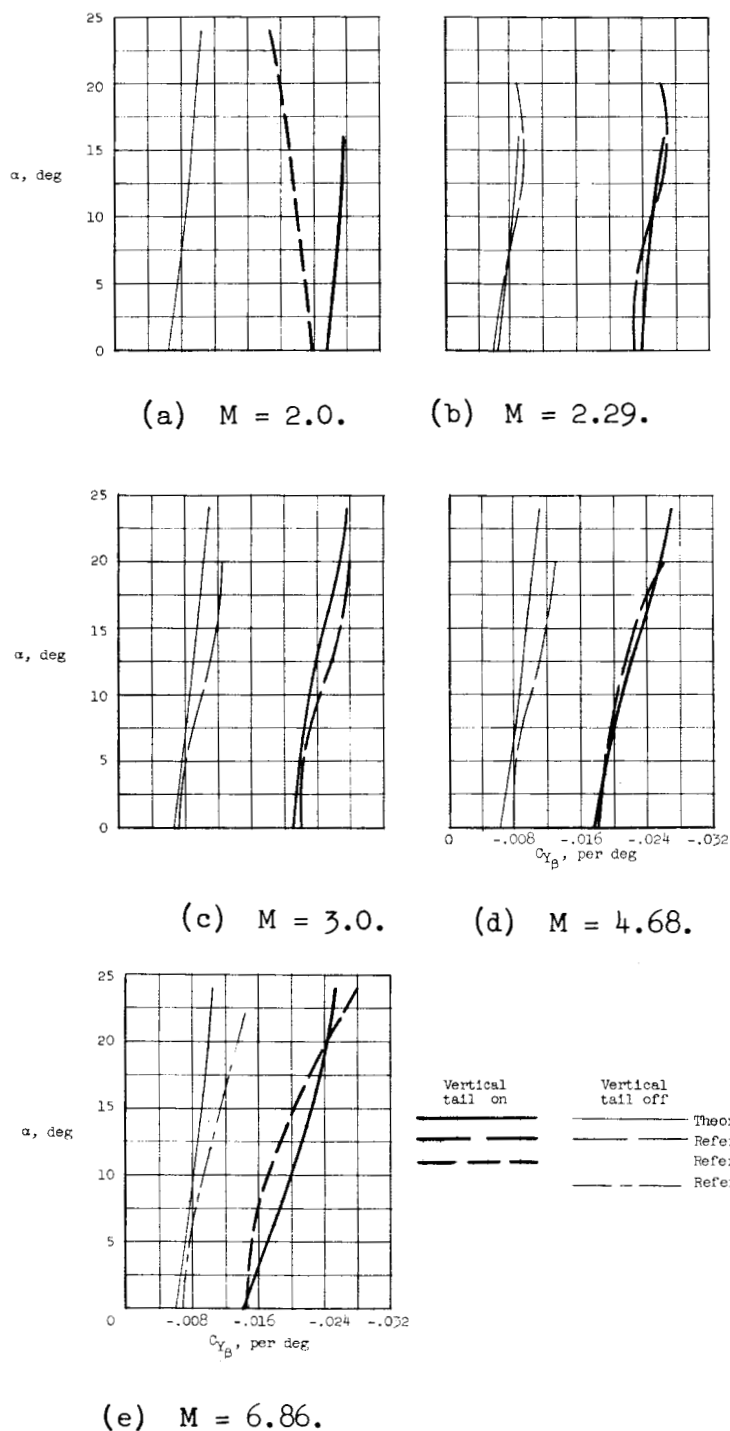 25
20
15
α, deg
10
5
0
(a) M = 2.0.
(b) M = 2.29.
25
20
15
α, deg
10
5
0
0 -.008 -.016 -.024 -.032
C_Yβ, per deg
(c) M = 3.0.
(d) M = 4.68.
25
20
15
α, deg
10
5
0
0 -.008 -.016 -.024 -.032
C_Yβ, per deg
Vertical
tail on
Vertical
tail off
(e) M = 6.86.